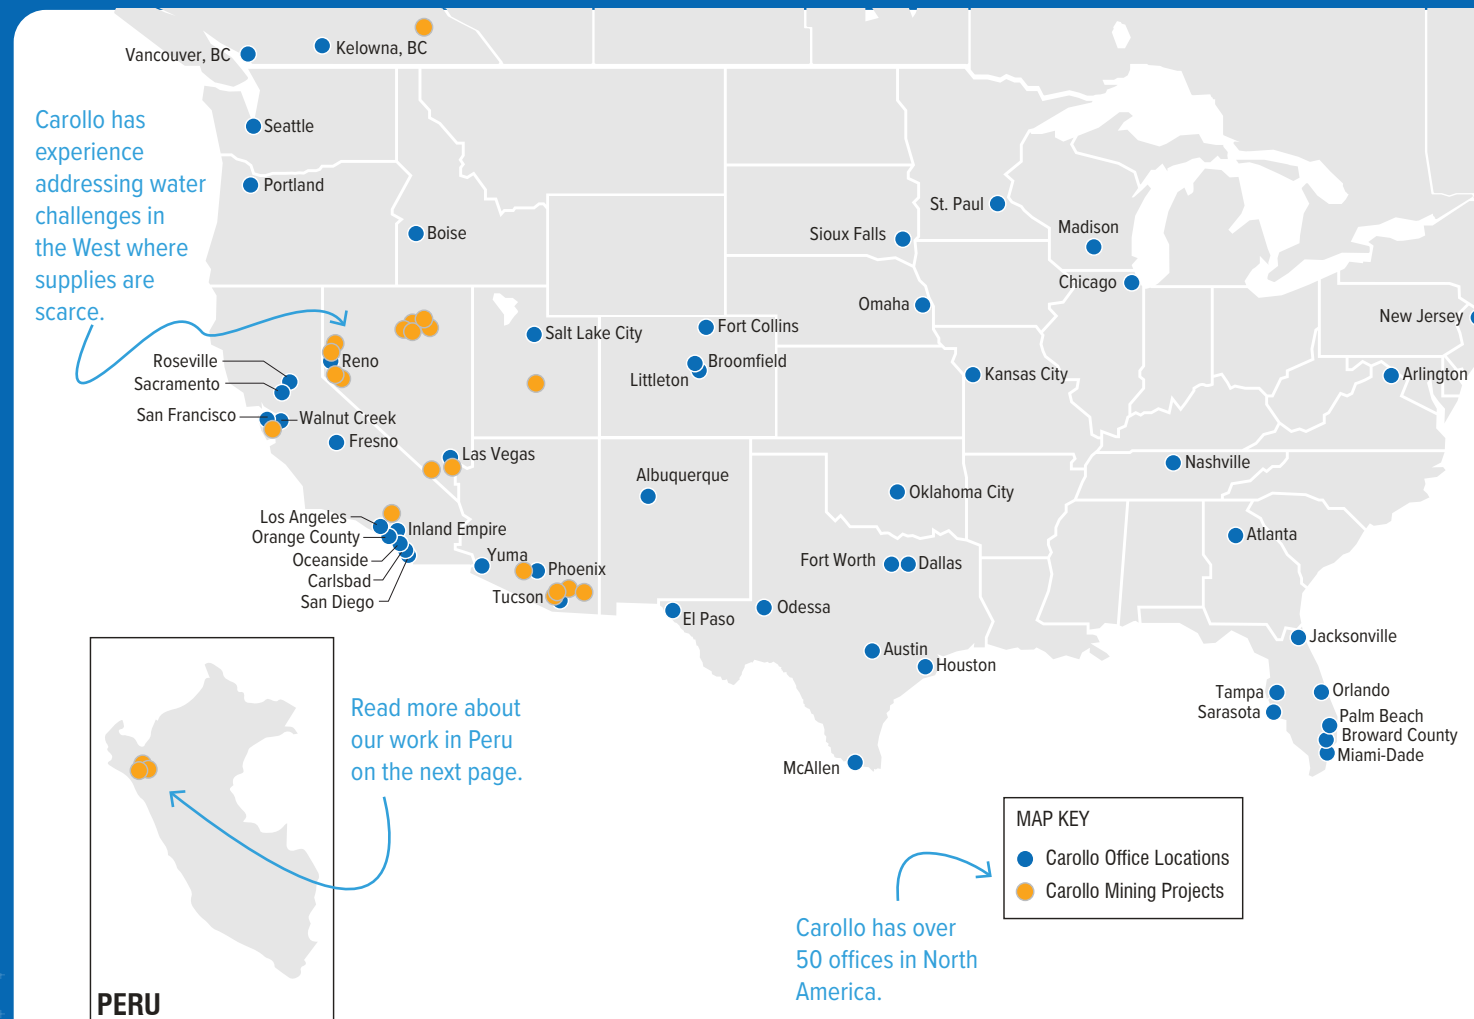 Vancouver, BC
Kelowna, BC
Carollo has
experience
addressing water
challenges in
the West where
supplies are
scarce.
Seattle
Portland
Boise
St. Paul
Sioux Falls
Madison
Chicago
Omaha
New Jersey
Salt Lake City
Fort Collins
Broomfield
Littleton
Kansas City
Arlington
Reno
Roseville
Sacramento
San Francisco
Walnut Creek
Fresno
Las Vegas
Albuquerque
Oklahoma City
Nashville
Atlanta
Los Angeles
Orange County
Inland Empire
Oceanside
Carlsbad
San Diego
Yuma
Phoenix
Tucson
Fort Worth
Dallas
El Paso
Odessa
Austin
Houston
McAllen
Jacksonville
Tampa
Orlando
Sarasota
Palm Beach
Broward County
Miami-Dade
Read more about
our work in Peru
on the next page.
PERU
MAP KEY
Carollo Office Locations
Carollo Mining Projects
Carollo has over
50 offices in North
America.